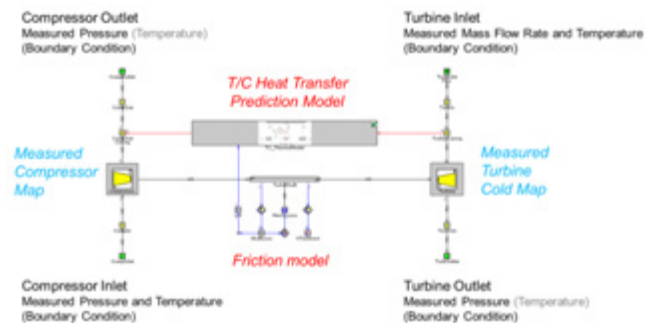 Compressor Outlet
Measured Pressure (Temperature)
(Boundary Condition)
Turbine Inlet
Measured Mass Flow Rate and Temperature
(Boundary Condition)
T/C Heat Transfer
Prediction Model
Measured
Compressor
Map
Measured
Turbine
Cold Map
Friction model
Compressor Inlet
Measured Pressure and Temperature
(Boundary Condition)
Turbine Outlet
Measured Pressure (Temperature)
(Boundary Condition)